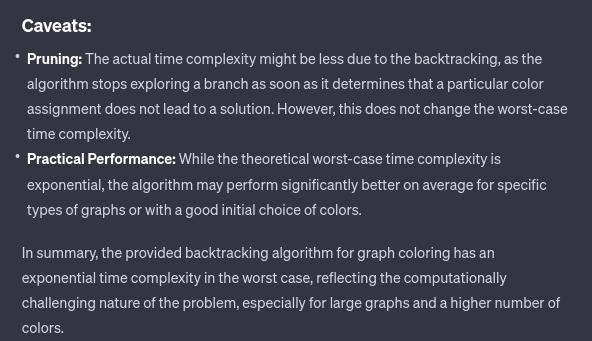 Caveats:
• Pruning: The actual time complexity might be less due to the backtracking, as the
algorithm stops exploring a branch as soon as it determines that a particular color
assignment does not lead to a solution. However, this does not change the worst-case
time complexity.
• Practical Performance: While the theoretical worst-case time complexity is
exponential, the algorithm may perform significantly better on average for specific
types of graphs or with a good initial choice of colors.
In summary, the provided backtracking algorithm for graph coloring has an
exponential time complexity in the worst case, reflecting the computationally
challenging nature of the problem, especially for large graphs and a higher number of
colors.